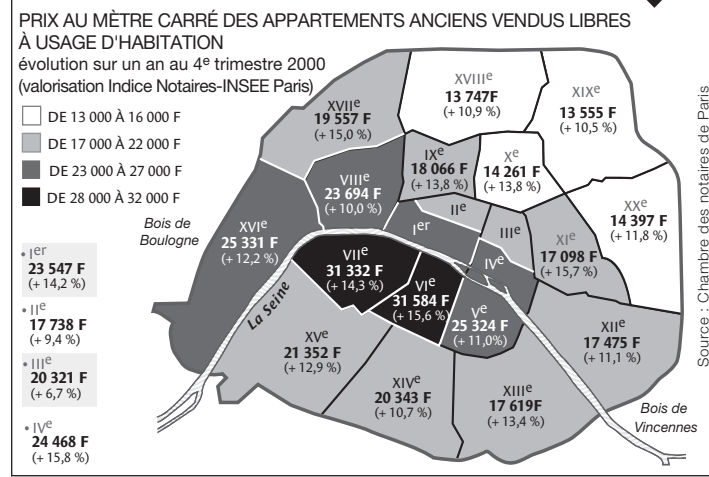 PRIX AU MÈTRE CARRÉ DES APPARTEMENTS ANCIENS VENDUS LIBRES
À USAGE D'HABITATION
évolution sur un an au 4e trimestre 2000
(valorisation Indice Notaires-INSEE Paris)
DE 13 000 À 16 000 F
DE 17 000 À 22 000 F
DE 23 000 À 27 000 F
DE 28 000 À 32 000 F
XVIIe
19 557 F
(+ 15,0 %)
XVIIIe
13 747F
(+ 10,9 %)
XIXe
13 555 F
(+ 10,5 %)
VIIIe
23 694 F
(+ 10,0 %)
IXe
18 066 F
(+ 13,8 %)
Xe
14 261 F
(+ 13,8 %)
XXe
14 397 F
(+ 11,8 %)
Ier
IIe
IIIe
IVe
XIe
17 098 F
(+ 15,7 %)
Bois de
Boulogne
XVIe
25 331 F
(+ 12,2 %)
VIIe
31 332 F
(+ 14,3 %)
VIe
31 584 F
(+ 15,6 %)
Ve
25 324 F
(+ 11,0%)
La Seine
XVe
21 352 F
(+ 12,9 %)
XIVe
20 343 F
(+ 10,7 %)
XIIIe
17 619F
(+ 13,4 %)
XIIe
17 475 F
(+ 11,1 %)
Bois de
Vincennes
• Ier
23 547 F
(+ 14,2 %)
• IIe
17 738 F
(+ 9,4 %)
• IIIe
20 321 F
(+ 6,7 %)
• IVe
24 468 F
(+ 15,8 %)
Source : Chambre des notaires de Paris